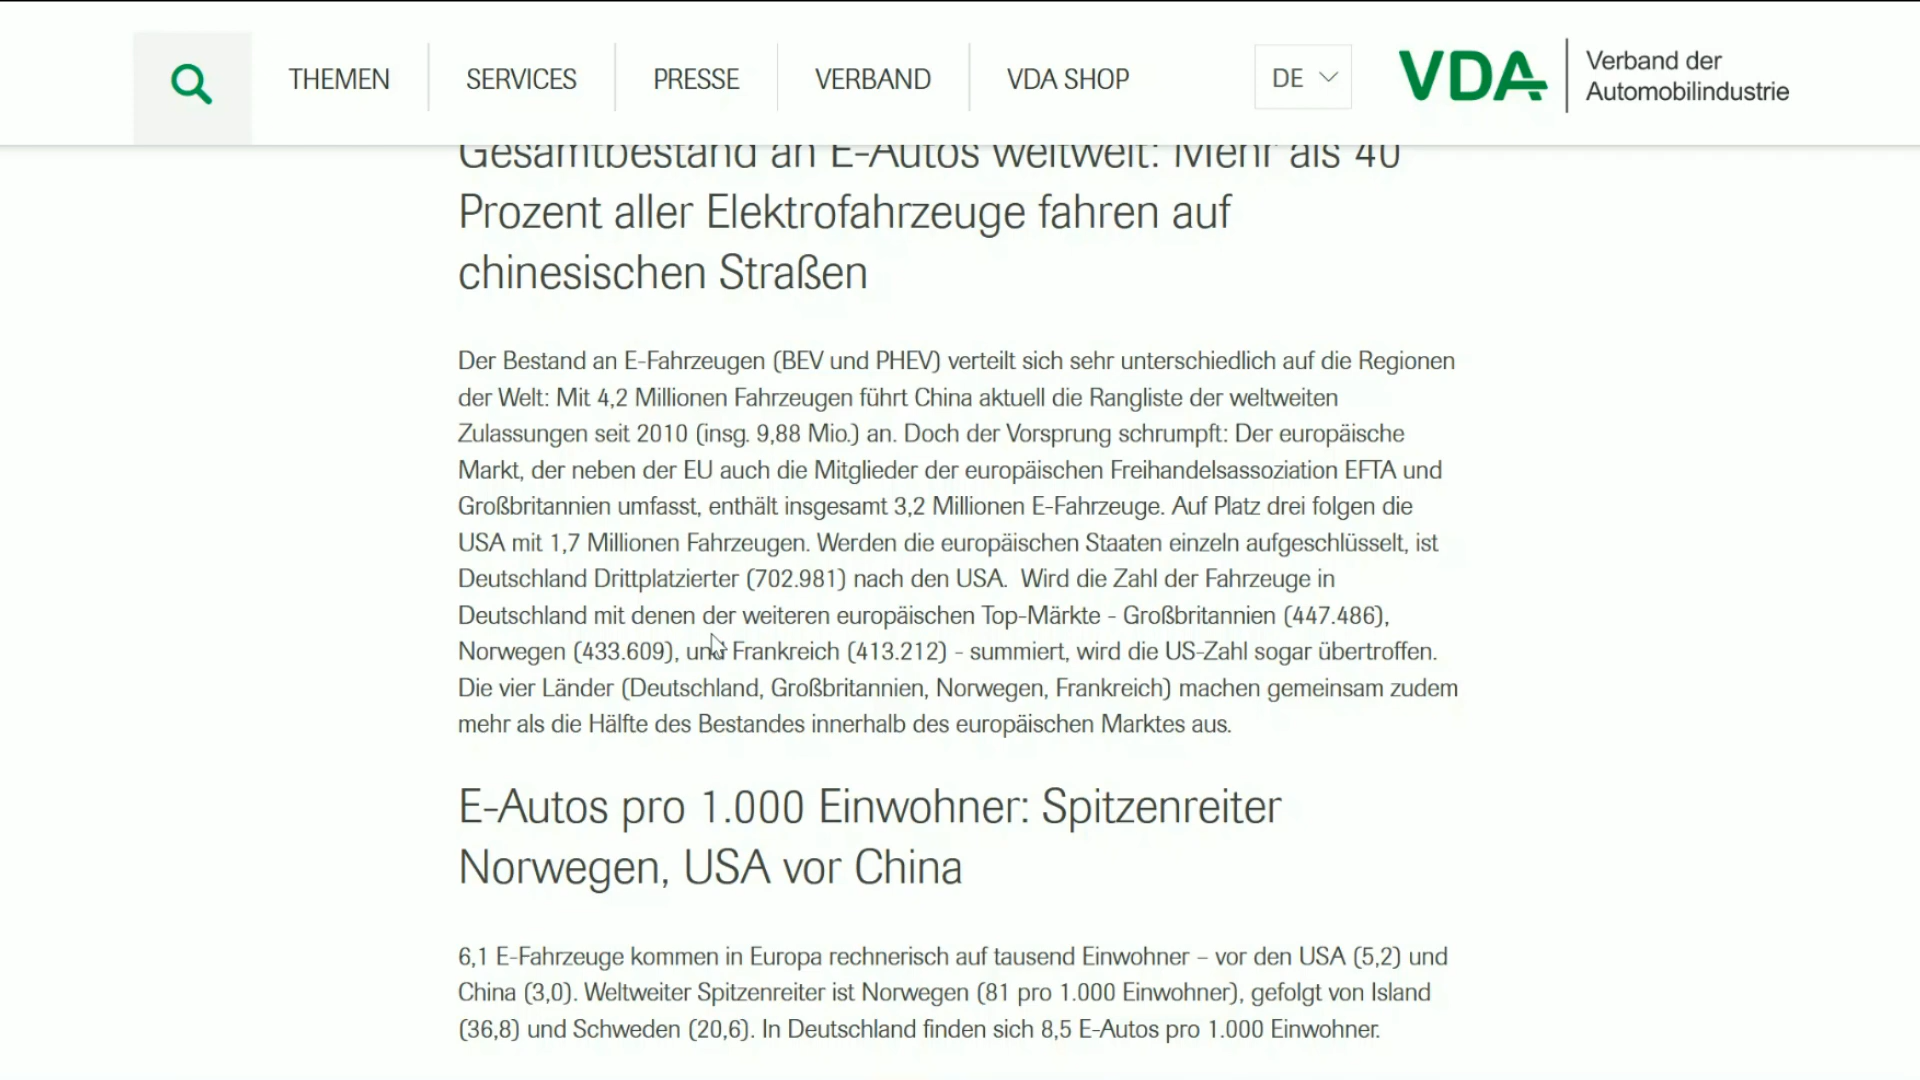 THEMEN
SERVICES
PRESSE
VERBAND
VDA SHOP
DE
VDA
Verband der
Automobilindustrie
Gesamtbestand an E-Autos weltweit: Mehr als 40
Prozent aller Elektrofahrzeuge fahren auf
chinesischen Straßen
Der Bestand an E-Fahrzeugen (BEV und PHEV) verteilt sich sehr unterschiedlich auf die Regionen
der Welt: Mit 4,2 Millionen Fahrzeugen führt China aktuell die Rangliste der weltweiten
Zulassungen seit 2010 (insg. 9,88 Mio.) an. Doch der Vorsprung schrumpft: Der europäische
Markt, der neben der EU auch die Mitglieder der europäischen Freihandelsassoziation EFTA und
Großbritannien umfasst, enthält insgesamt 3,2 Millionen E-Fahrzeuge. Auf Platz drei folgen die
USA mit 1,7 Millionen Fahrzeugen. Werden die europäischen Staaten einzeln aufgeschlüsselt, ist
Deutschland Drittplatzierter (702.981) nach den USA. Wird die Zahl der Fahrzeuge in
Deutschland mit denen der weiteren europäischen Top-Märkte - Großbritannien (447.486),
Norwegen (433.609), und Frankreich (413.212) - summiert, wird die US-Zahl sogar übertroffen.
Die vier Länder (Deutschland, Großbritannien, Norwegen, Frankreich) machen gemeinsam zudem
mehr als die Hälfte des Bestandes innerhalb des europäischen Marktes aus.
E-Autos pro 1.000 Einwohner: Spitzenreiter
Norwegen, USA vor China
6,1 E-Fahrzeuge kommen in Europa rechnerisch auf tausend Einwohner – vor den USA (5,2) und
China (3,0). Weltweiter Spitzenreiter ist Norwegen (81 pro 1.000 Einwohner), gefolgt von Island
(36,8) und Schweden (20,6). In Deutschland finden sich 8,5 E-Autos pro 1.000 Einwohner.